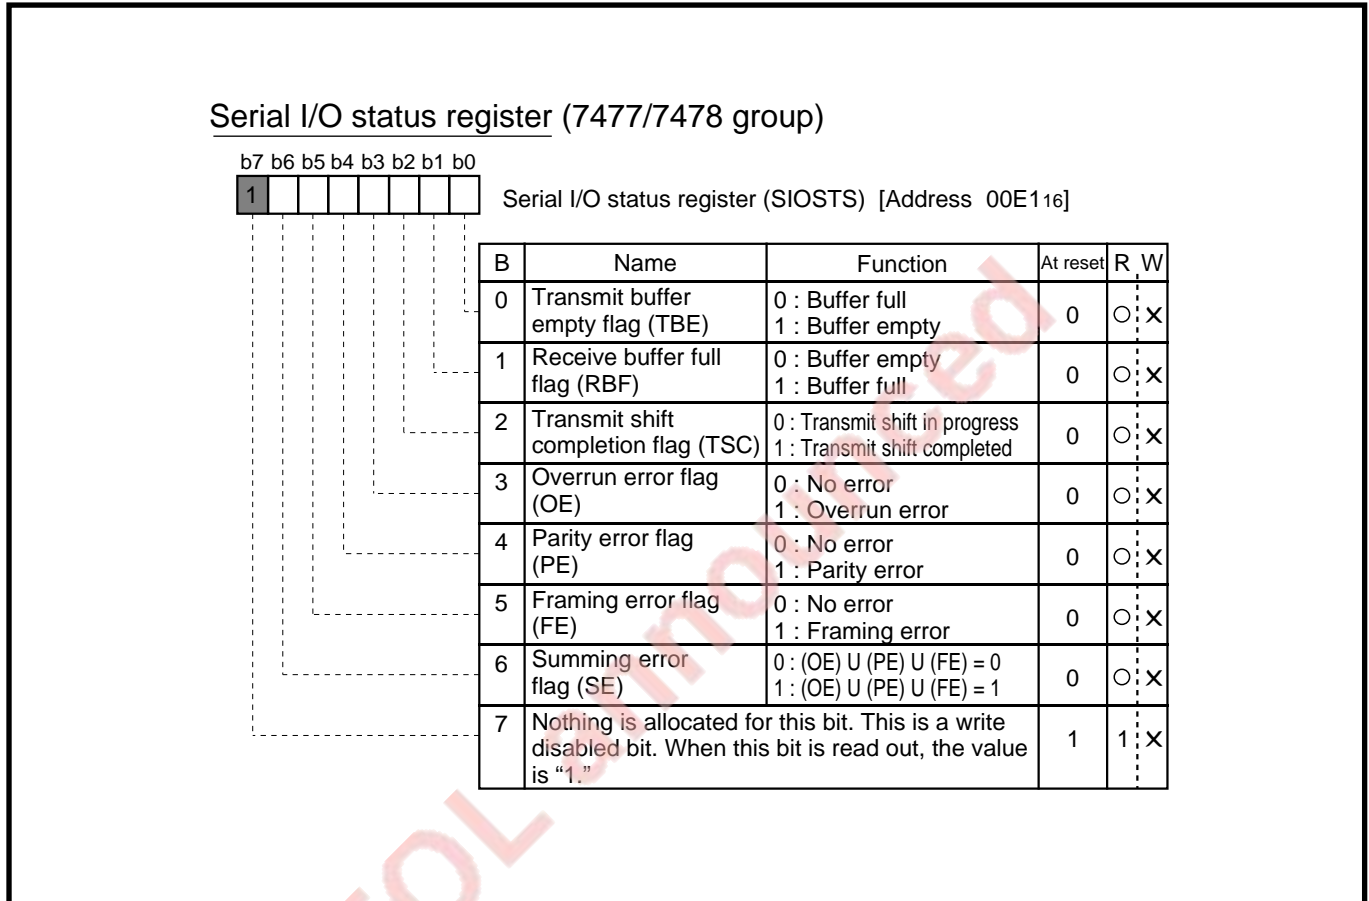 Serial I/O status register (7477/7478 group)
b7 b6 b5 b4 b3 b2 b1 b0
1
Serial I/O status register (SIOSTS) [Address 00E116]
B Name Function At reset R W
0 Transmit buffer empty flag (TBE) 0 : Buffer full 0 ○ ×
1 : Buffer empty
1 Receive buffer full flag (RBF) 0 : Buffer empty 0 ○ ×
1 : Buffer full
2 Transmit shift completion flag (TSC) 0 : Transmit shift in progress 0 ○ ×
1 : Transmit shift completed
3 Overrun error flag (OE) 0 : No error 0 ○ ×
1 : Overrun error
4 Parity error flag (PE) 0 : No error 0 ○ ×
1 : Parity error
5 Framing error flag (FE) 0 : No error 0 ○ ×
1 : Framing error
6 Summing error flag (SE) 0 : (OE) U (PE) U (FE) = 0 0 ○ ×
1 : (OE) U (PE) U (FE) = 1
7 Nothing is allocated for this bit. This is a write 1 1 ×
disabled bit. When this bit is read out, the value
is “1.”
EOL announced